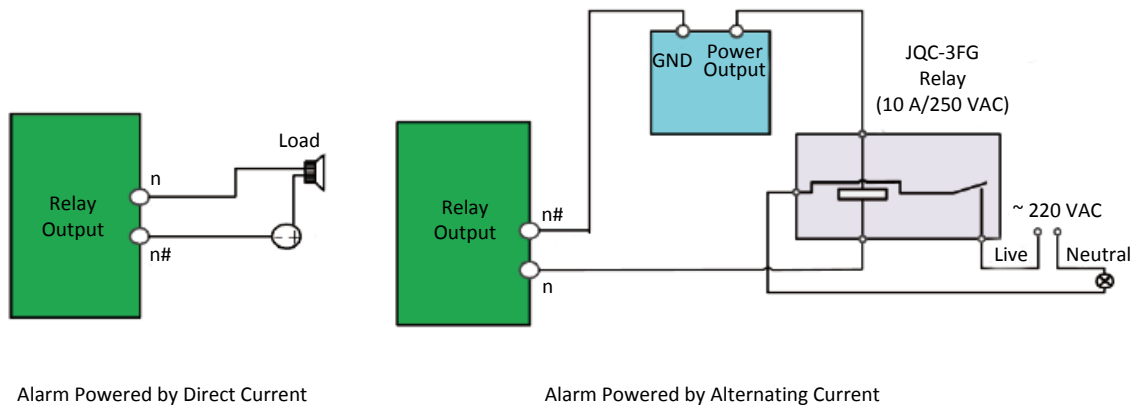 Relay
Output
n
n#
Load
Relay
Output
n#
n
GND
Power
Output
JQC-3FG
Relay
(10 A/250 VAC)
~ 220 VAC
Live
Neutral
Alarm Powered by Direct Current
Alarm Powered by Alternating Current